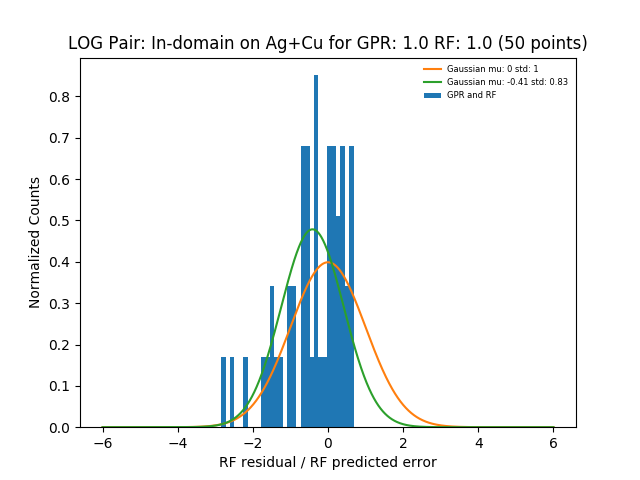 LOG Pair: In-domain on Ag+Cu for GPR: 1.0 RF: 1.0 (50 points)
Gaussian mu: 0 std: 1
Gaussian mu: -0.41 std: 0.83
GPR and RF
Normalized Counts
0.8
0.7
0.6
0.5
0.4
0.3
0.2
0.1
0.0
−6
−4
−2
0
2
4
6
RF residual / RF predicted error